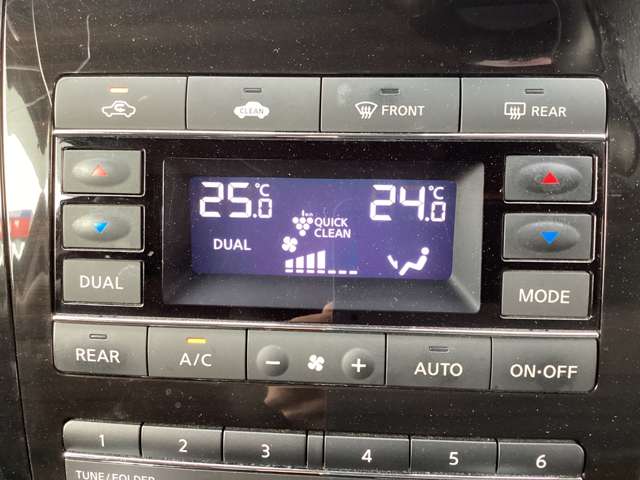 CLEAN FRONT REAR
25.0°C 24.0°C
QUICK
CLEAN
DUAL
DUAL MODE
REAR A/C − + AUTO ON·OFF
1 2 3 4 5 6
TUNE/FOLDER